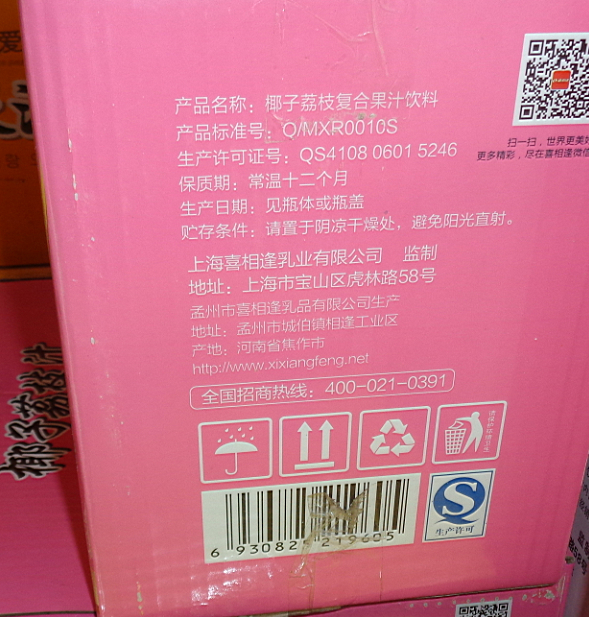 爱
产品名称：椰子荔枝复合果汁饮料
产品标准号：Q/MXR0010S
生产许可证号：QS4108 0601 5246
保质期：常温十二个月
生产日期：见瓶体或瓶盖
贮存条件：请置于阴凉干燥处，避免阳光直射。
扫一扫，世界更美好
更多精彩，尽在喜相逢微信
上海喜相逢乳业有限公司 监制
地址：上海市宝山区虎林路58号
孟州市喜相逢乳品有限公司生产
地址：孟州市城伯镇相逢工业区
产地：河南省焦作市
http://www.xixiangfeng.net
全国招商热线：400-021-0391
椰子荔枝汁
生产许可